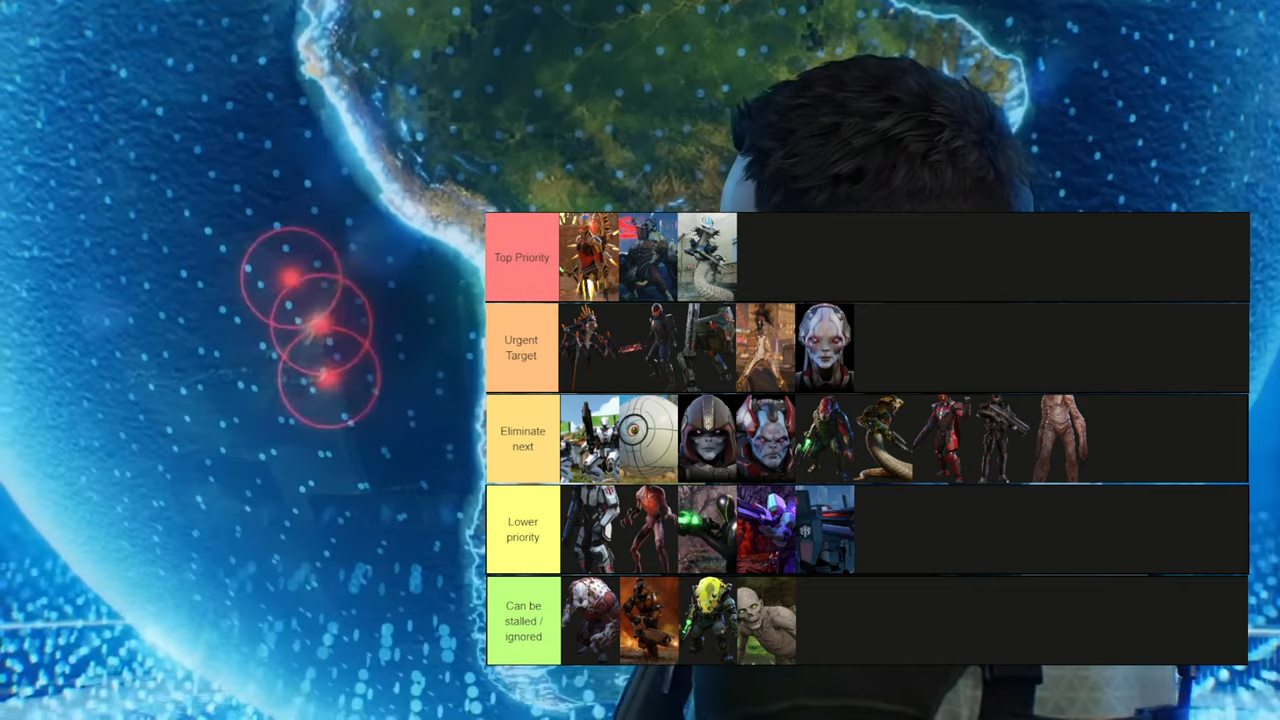 Top Priority
Urgent
Target
Eliminate
next
Lower
priority
Can be
stalled /
ignored